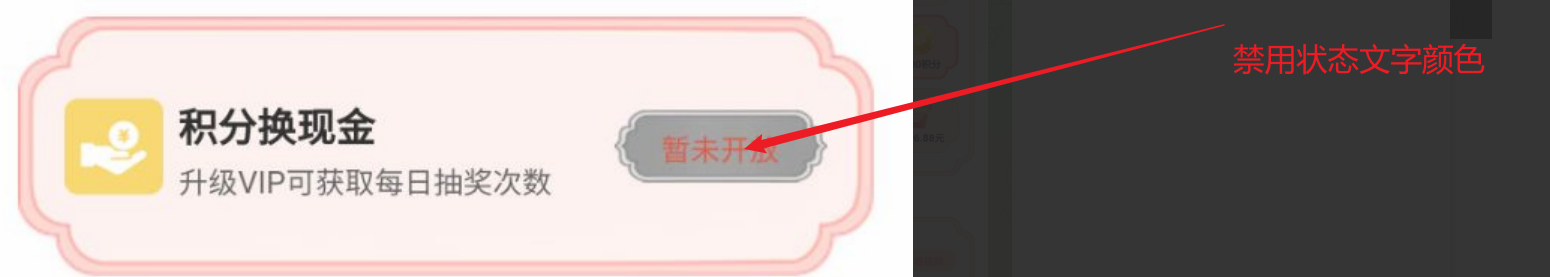 积分换现金
升级VIP可获取每日抽奖次数
暂未开放
禁用状态文字颜色